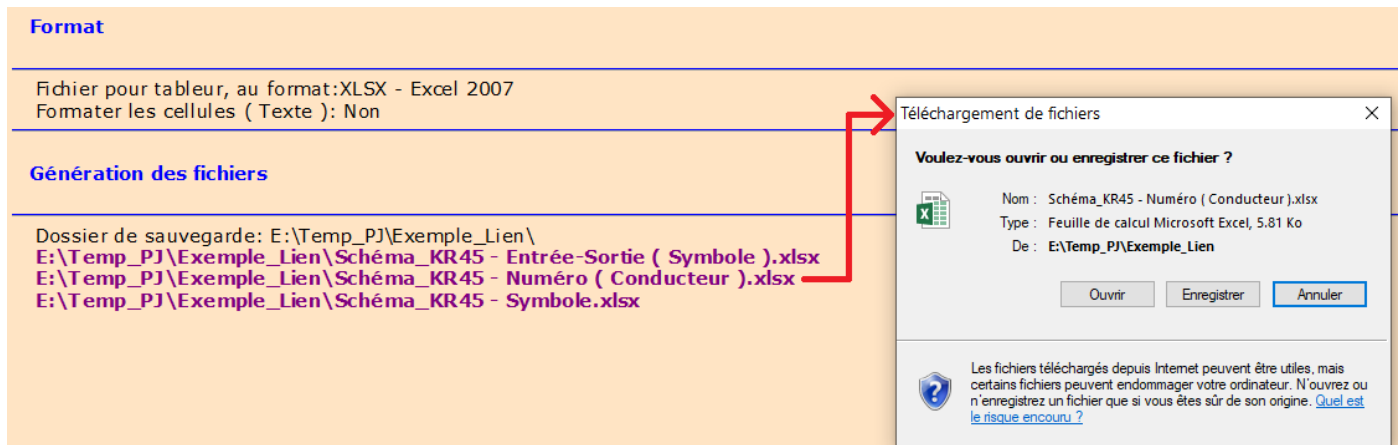 Format
Fichier pour tableur, au format:XLSX - Excel 2007
Formater les cellules ( Texte ): Non
Génération des fichiers
Dossier de sauvegarde: E:\Temp_PJ\Exemple_Lien\
E:\Temp_PJ\Exemple_Lien\Schéma_KR45 - Entrée-Sortie ( Symbole ).xlsx
E:\Temp_PJ\Exemple_Lien\Schéma_KR45 - Numéro ( Conducteur ).xlsx
E:\Temp_PJ\Exemple_Lien\Schéma_KR45 - Symbole.xlsx
Téléchargement de fichiers
Voulez-vous ouvrir ou enregistrer ce fichier ?
Nom : Schéma_KR45 - Numéro ( Conducteur ).xlsx
Type : Feuille de calcul Microsoft Excel, 5.81 Ko
De : E:\Temp_PJ\Exemple_Lien
Ouvrir Enregistrer Annuler
Les fichiers téléchargés depuis Internet peuvent être utiles, mais
certains fichiers peuvent endommager votre ordinateur. N'ouvrez ou
n'enregistrez un fichier que si vous êtes sûr de son origine. Quel est
le risque encouru ?